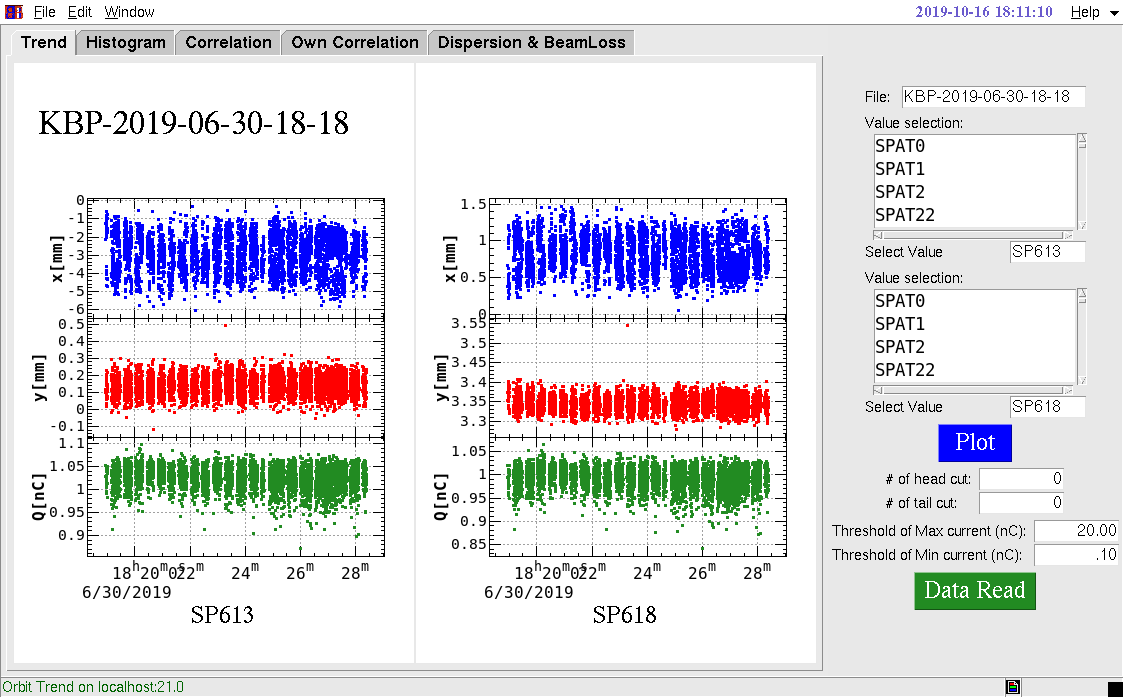 File Edit Window 2019-10-16 18:11:10 Help
Trend Histogram Correlation Own Correlation Dispersion & BeamLoss
KBP-2019-06-30-18-18
x[mm]
0
-1
-2
-3
-4
-5
-6
y[mm]
0.5
0.4
0.3
0.2
0.1
0
-0.1
Q[nC]
1.1
1.05
1
0.95
0.9
24m 26m 28m
6/30/2019
SP613
x[mm]
1.5
1
0.5
0
y[mm]
3.55
3.5
3.45
3.4
3.35
3.3
Q[nC]
1.05
1
0.95
0.9
0.85
24m 26m 28m
6/30/2019
SP618
File: KBP-2019-06-30-18-18
Value selection:
SPAT0
SPAT1
SPAT2
SPAT22
Select Value SP613
Value selection:
SPAT0
SPAT1
SPAT2
SPAT22
Select Value SP618
Plot
# of head cut: 0
# of tail cut: 0
Threshold of Max current (nC): 20.00
Threshold of Min current (nC): .10
Data Read
Orbit Trend on localhost:21.0